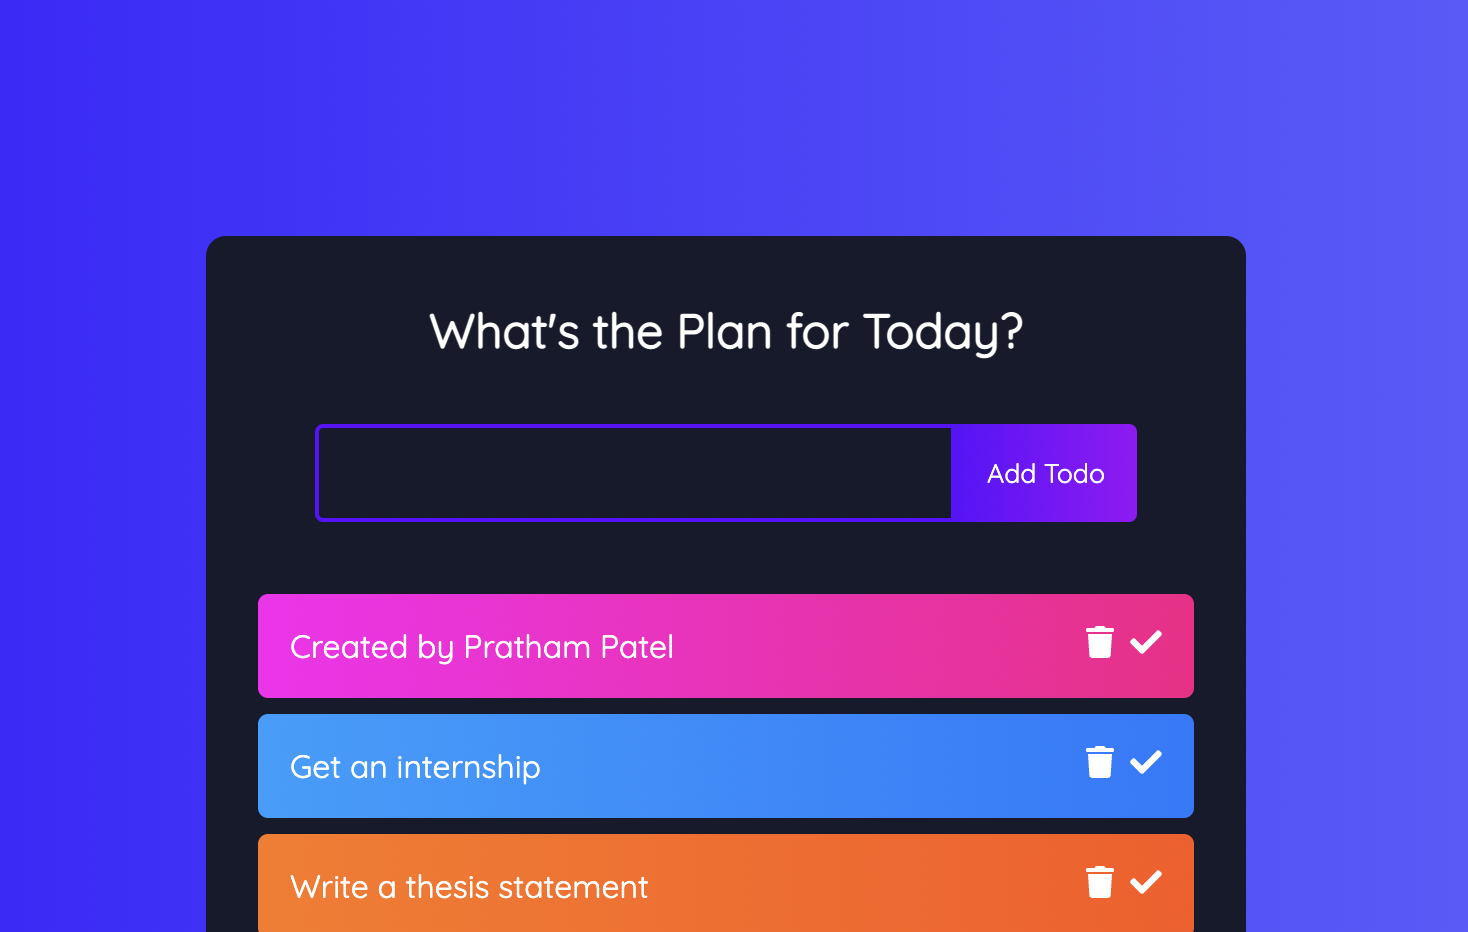 What's the Plan for Today?
Add Todo
Created by Pratham Patel
Get an internship
Write a thesis statement